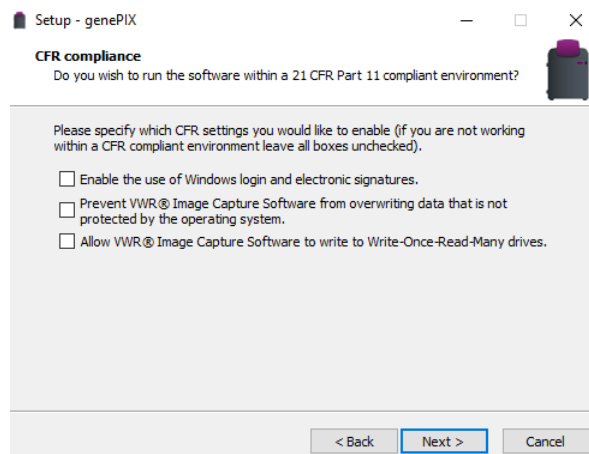 Setup - genePIX
CFR compliance
Do you wish to run the software within a 21 CFR Part 11 compliant environment?
Please specify which CFR settings you would like to enable (if you are not working
within a CFR compliant environment leave all boxes unchecked).
Enable the use of Windows login and electronic signatures.
Prevent VWR® Image Capture Software from overwriting data that is not
protected by the operating system.
Allow VWR® Image Capture Software to write to Write-Once-Read-Many drives.
< Back Next > Cancel